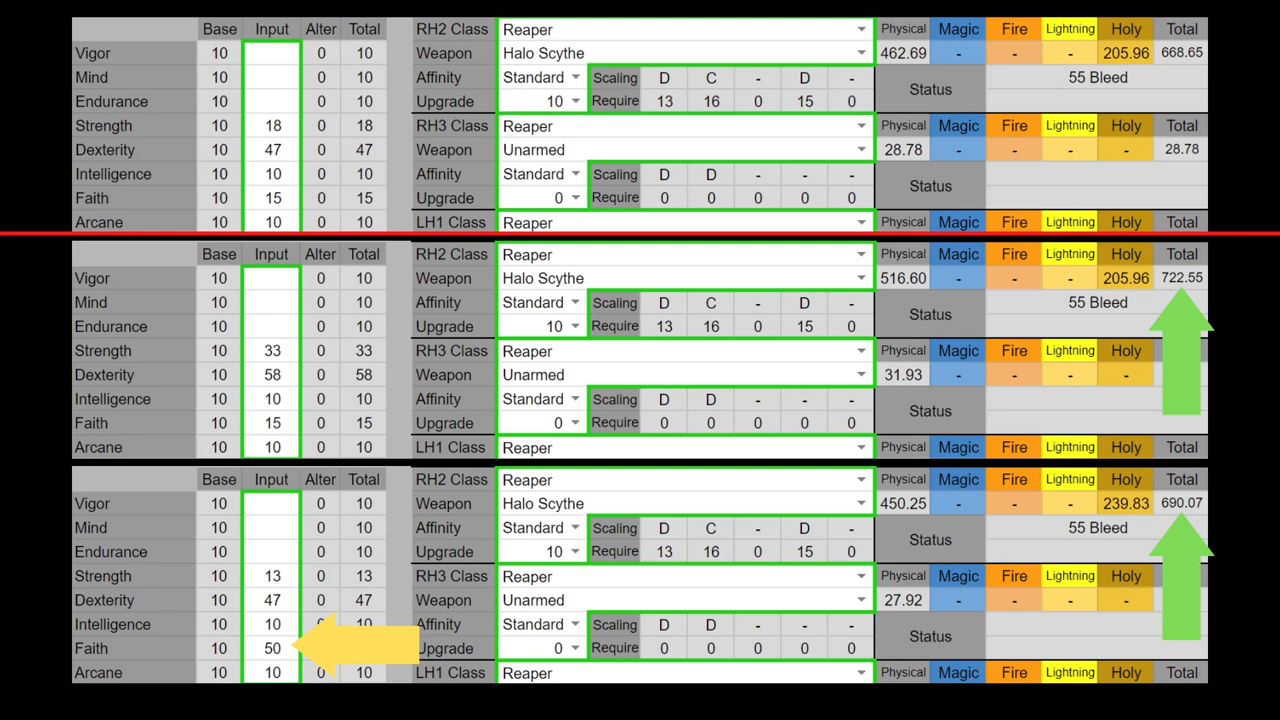 Base Input Alter Total RH2 Class Reaper Physical Magic Fire Lightning Holy Total
Vigor 10 0 10 Weapon Halo Scythe 462.69 - - - 205.96 668.65
Mind 10 0 10 Affinity Standard Scaling D C - D - Status 55 Bleed
Endurance 10 0 10 Upgrade 10 Require 13 16 0 15 0
Strength 10 18 0 18 RH3 Class Reaper Physical Magic Fire Lightning Holy Total
Dexterity 10 47 0 47 Weapon Unarmed 28.78 - - - - 28.78
Intelligence 10 10 0 10 Affinity Standard Scaling D D - - - Status
Faith 10 15 0 15 Upgrade 0 Require 0 0 0 0 0
Arcane 10 10 0 10 LH1 Class Reaper Physical Magic Fire Lightning Holy Total
Base Input Alter Total RH2 Class Reaper Physical Magic Fire Lightning Holy Total
Vigor 10 0 10 Weapon Halo Scythe 516.60 - - - 205.96 722.55
Mind 10 0 10 Affinity Standard Scaling D C - D - Status 55 Bleed
Endurance 10 0 10 Upgrade 10 Require 13 16 0 15 0
Strength 10 33 0 33 RH3 Class Reaper Physical Magic Fire Lightning Holy
Dexterity 10 58 0 58 Weapon Unarmed 31.93 - - - -
Intelligence 10 10 0 10 Affinity Standard Scaling D D - - - Status
Faith 10 15 0 15 Upgrade 0 Require 0 0 0 0 0
Arcane 10 10 0 10 LH1 Class Reaper Physical Magic Fire Lightning Holy Total
Base Input Alter Total RH2 Class Reaper Physical Magic Fire Lightning Holy Total
Vigor 10 0 10 Weapon Halo Scythe 450.25 - - - 239.83 690.07
Mind 10 0 10 Affinity Standard Scaling D C - D - Status 55 Bleed
Endurance 10 0 10 Upgrade 10 Require 13 16 0 15 0
Strength 10 13 0 13 RH3 Class Reaper Physical Magic Fire Lightning Holy
Dexterity 10 47 0 47 Weapon Unarmed 27.92 - - - -
Intelligence 10 10 0 10 Affinity Standard Scaling D D - - - Status
Faith 10 50 Upgrade 0 Require 0 0 0 0 0
Arcane 10 10 0 10 LH1 Class Reaper Physical Magic Fire Lightning Holy Total